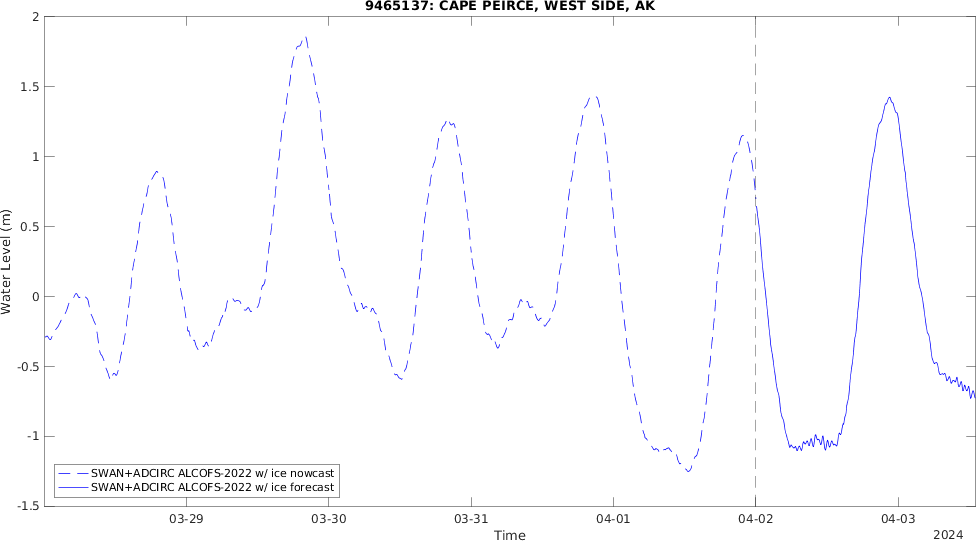 9465137: CAPE PEIRCE, WEST SIDE, AK
2
1.5
1
0.5
0
-0.5
-1
-1.5
Water Level (m)
SWAN+ADCIRC ALCOFS-2022 w/ ice nowcast
SWAN+ADCIRC ALCOFS-2022 w/ ice forecast
03-29 03-30 03-31 04-01 04-02 04-03
Time
2024